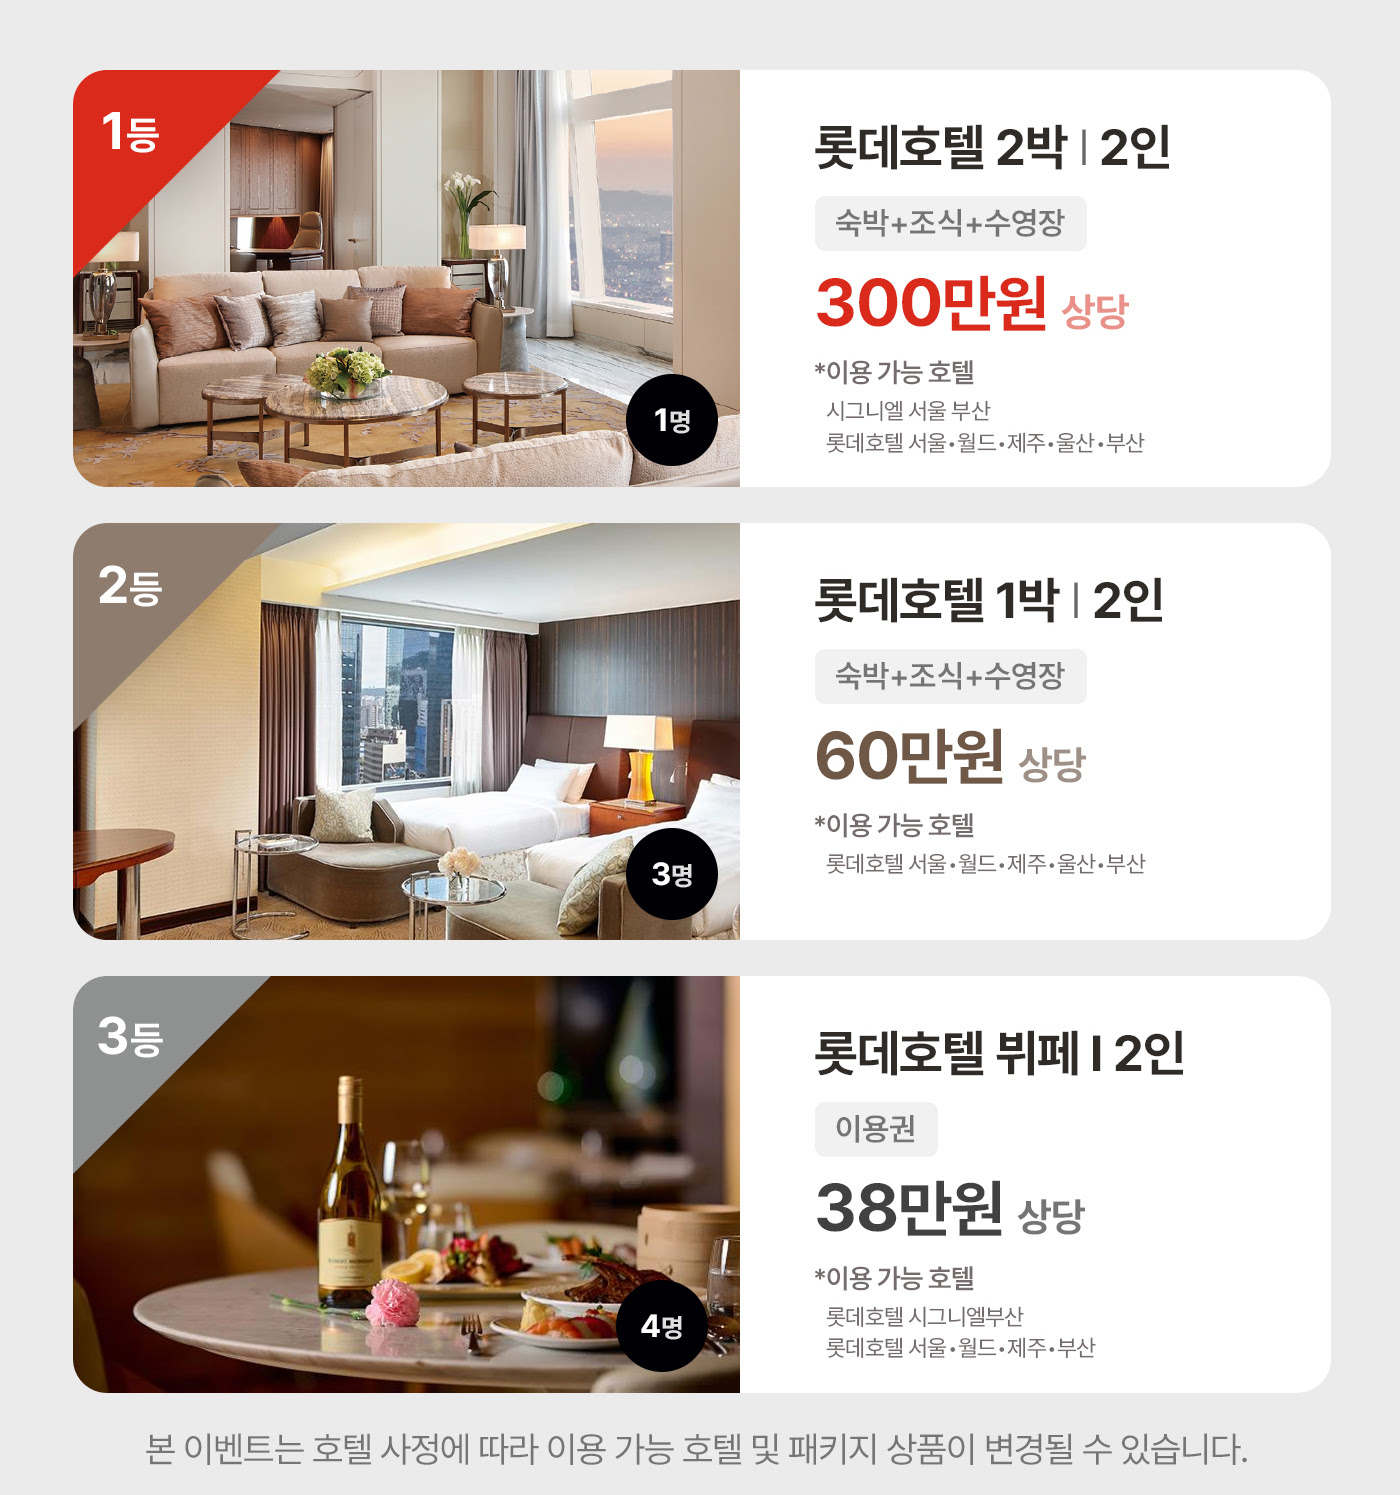 1등
롯데호텔 2박 | 2인
숙박+조식+수영장
300만원 상당
*이용 가능 호텔
시그니엘 서울 부산
롯데호텔 서울•월드•제주•울산•부산
1명
2등
롯데호텔 1박 | 2인
숙박+조식+수영장
60만원 상당
*이용 가능 호텔
롯데호텔 서울•월드•제주•울산•부산
3명
3등
롯데호텔 뷔페 I 2인
이용권
38만원 상당
*이용 가능 호텔
롯데호텔 시그니엘부산
롯데호텔 서울•월드•제주•부산
4명
본 이벤트는 호텔 사정에 따라 이용 가능 호텔 및 패키지 상품이 변경될 수 있습니다.